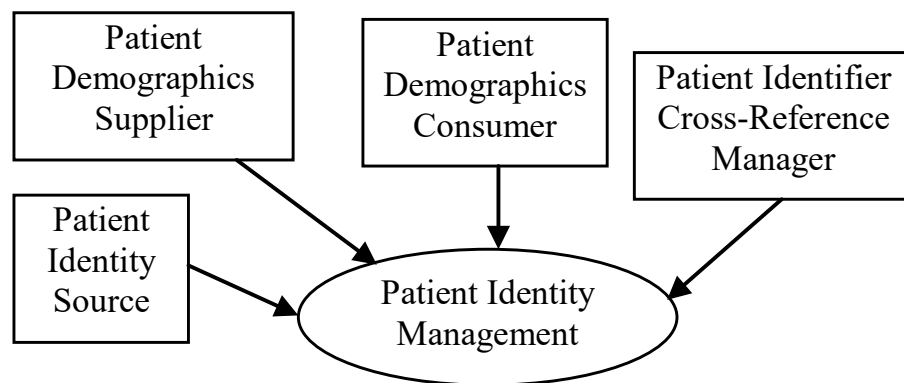 Patient
Demographics
Supplier
Patient
Demographics
Consumer
Patient Identifier
Cross-Reference
Manager
Patient
Identity
Source
Patient Identity
Management